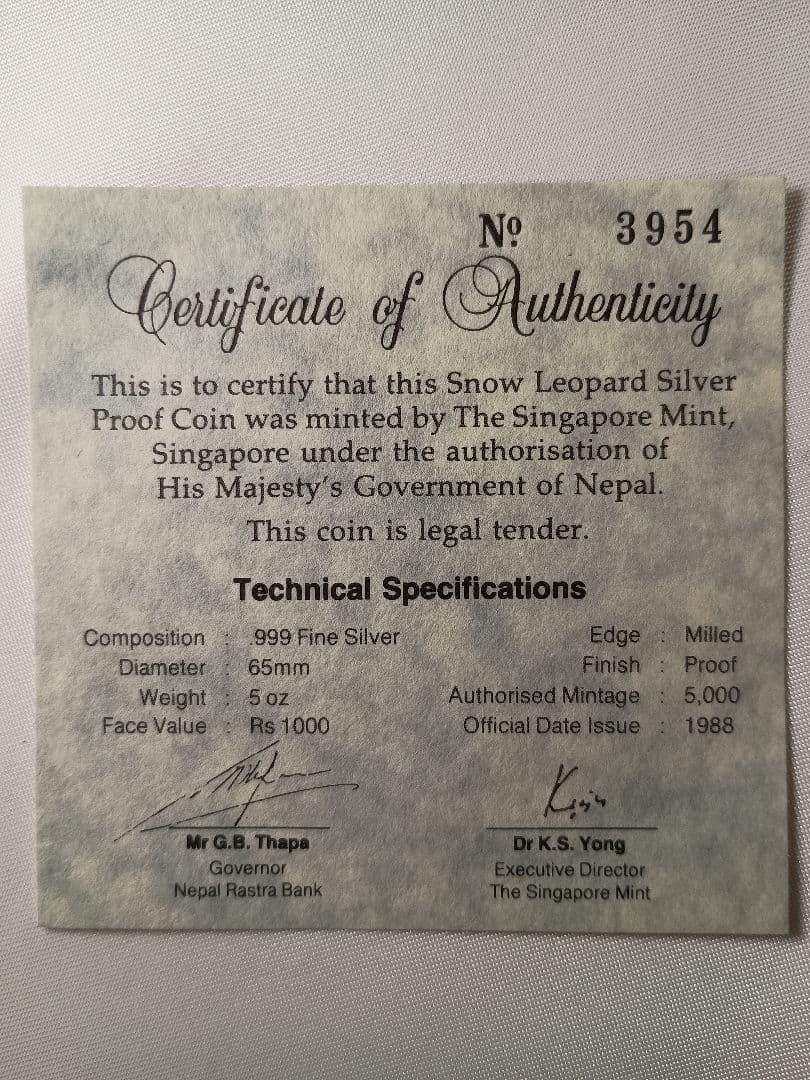 Nº 3954
Certificate of Authenticity
This is to certify that this Snow Leopard Silver
Proof Coin was minted by The Singapore Mint,
Singapore under the authorisation of
His Majesty's Government of Nepal.
This coin is legal tender.
Technical Specifications
Composition : .999 Fine Silver
Diameter : 65mm
Weight : 5 oz
Face Value : Rs 1000
Edge : Milled
Finish : Proof
Authorised Mintage : 5,000
Official Date Issue : 1988
Mr G.B. Thapa
Governor
Nepal Rastra Bank
Dr K.S. Yong
Executive Director
The Singapore Mint